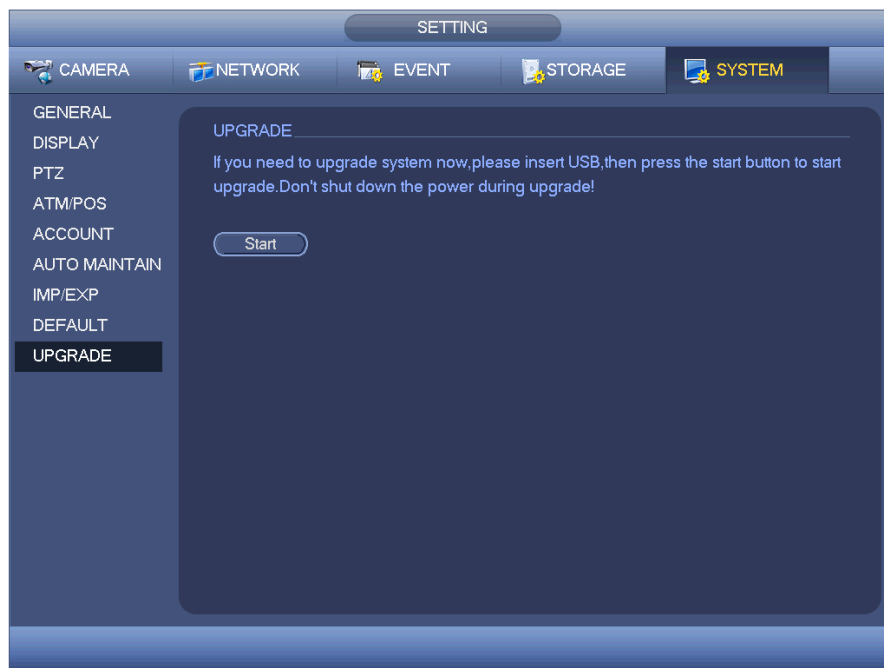 SETTING
CAMERA
NETWORK
EVENT
STORAGE
SYSTEM
GENERAL
DISPLAY
PTZ
ATM/POS
ACCOUNT
AUTO MAINTAIN
IMP/EXP
DEFAULT
UPGRADE
UPGRADE
If you need to upgrade system now,please insert USB,then press the start button to start
upgrade.Don't shut down the power during upgrade!
Start